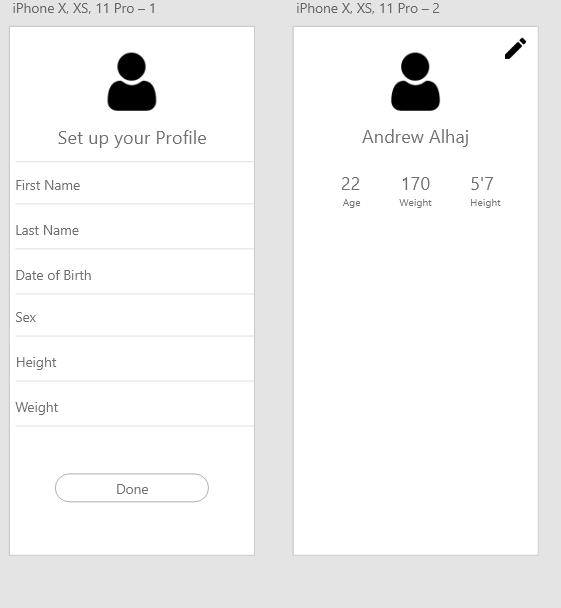 iPhone X, XS, 11 Pro – 1
Set up your Profile
First Name
Last Name
Date of Birth
Sex
Height
Weight
Done
iPhone X, XS, 11 Pro – 2
Andrew Alhaj
22 170 5'7
Age Weight Height